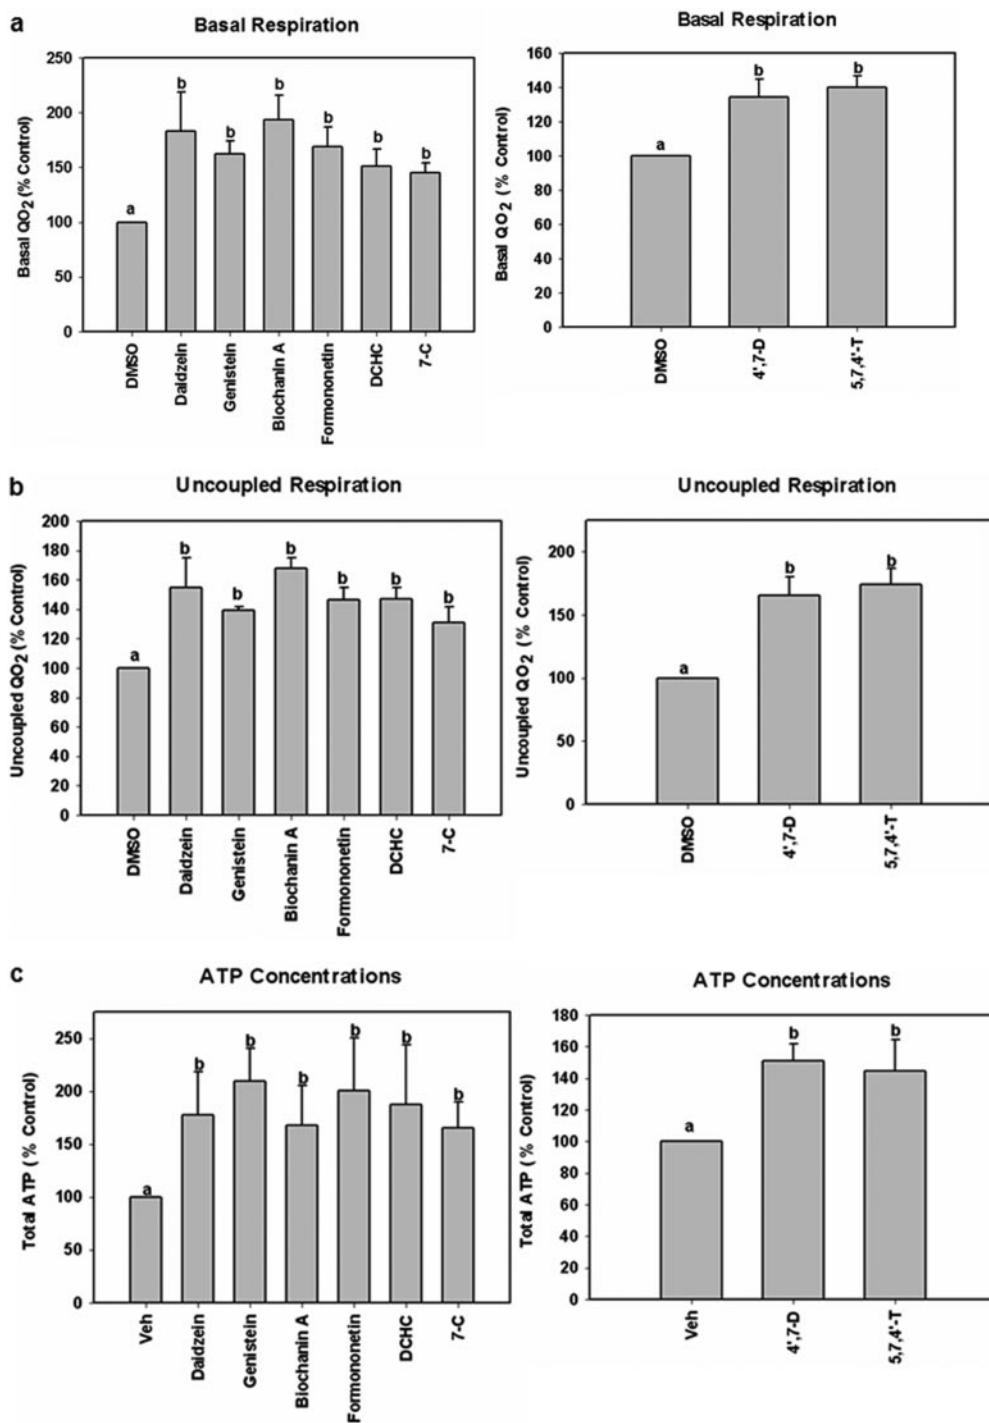 a
Basal Respiration
Basal QO2 (% Control)
250
200
150
100
50
0
a
b
b
b
b
b
b
DMSO
Daidzein
Genistein
Biochanin A
Formononetin
DCHC
7-C
Basal Respiration
Basal QO2 (% Control)
160
140
120
100
80
60
40
20
0
a
b
b
DMSO
4',7-D
5,7,4'-T
b
Uncoupled Respiration
Uncoupled QO2 (% Control)
200
180
160
140
120
100
80
60
40
20
0
a
b
b
b
b
b
b
DMSO
Daidzein
Genistein
Biochanin A
Formononetin
DCHC
7-C
Uncoupled Respiration
Uncoupled QO2 (% Control)
200
150
100
50
0
a
b
b
DMSO
4',7-D
5,7,4'-T
c
ATP Concentrations
Total ATP (% Control)
250
200
150
100
50
0
a
b
b
b
b
b
b
Veh
Daidzein
Genistein
Biochanin A
Formononetin
DCHC
7-C
ATP Concentrations
Total ATP (% Control)
180
160
140
120
100
80
60
40
20
0
a
b
b
Veh
4',7-D
5,7,4'-T